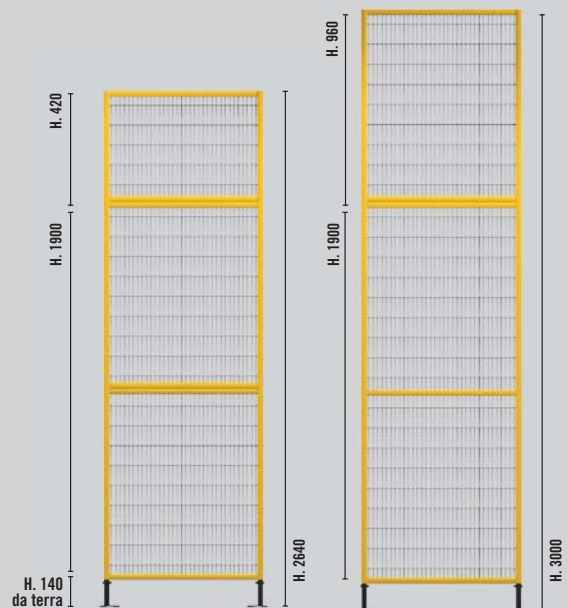 H. 420
H. 1900
H. 140
da terra
H. 2640
H. 960
H. 1900
H. 3000